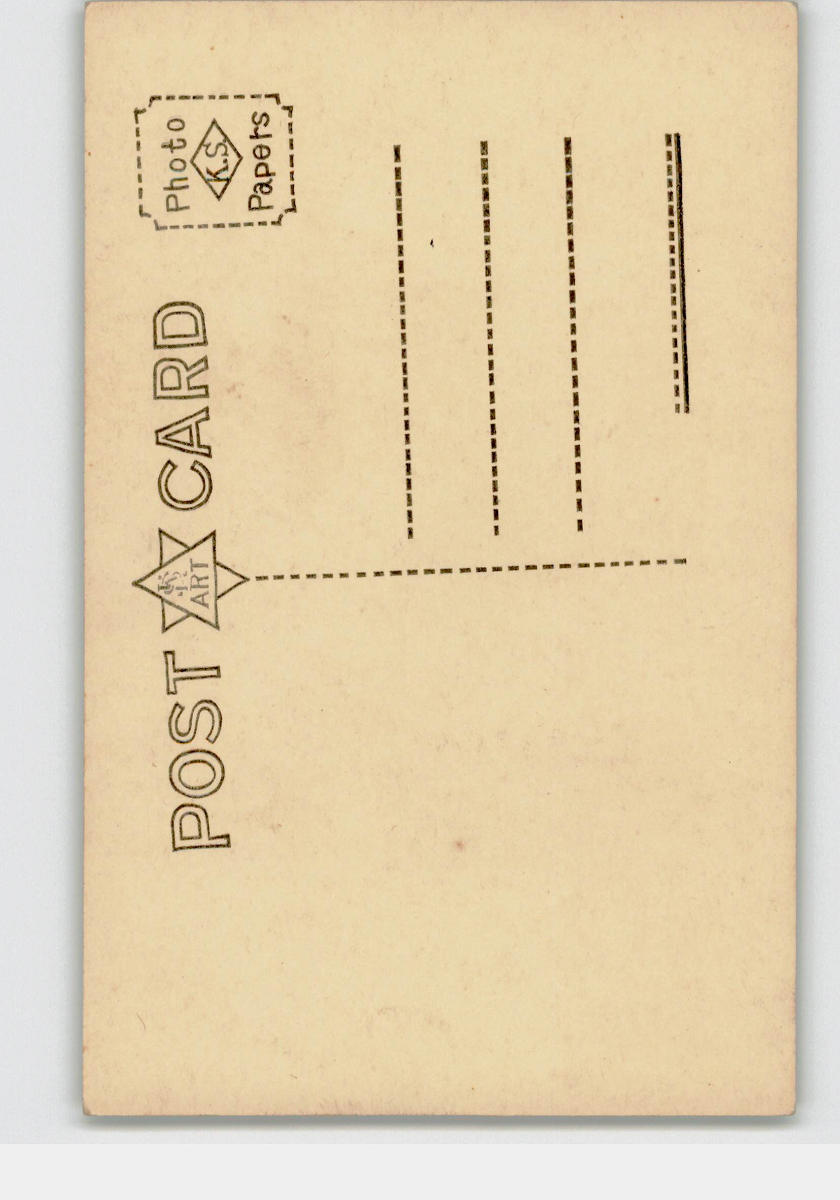 POST CARD
ART
Photo
K.S.
Papers